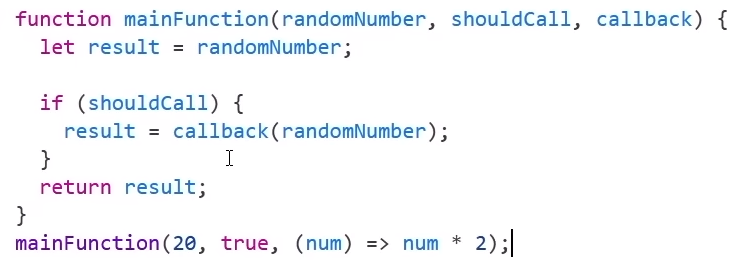 function mainFunction(randomNumber, shouldCall, callback) {
  let result = randomNumber;

  if (shouldCall) {
    result = callback(randomNumber);
  }
  return result;
}
mainFunction(20, true, (num) => num * 2);